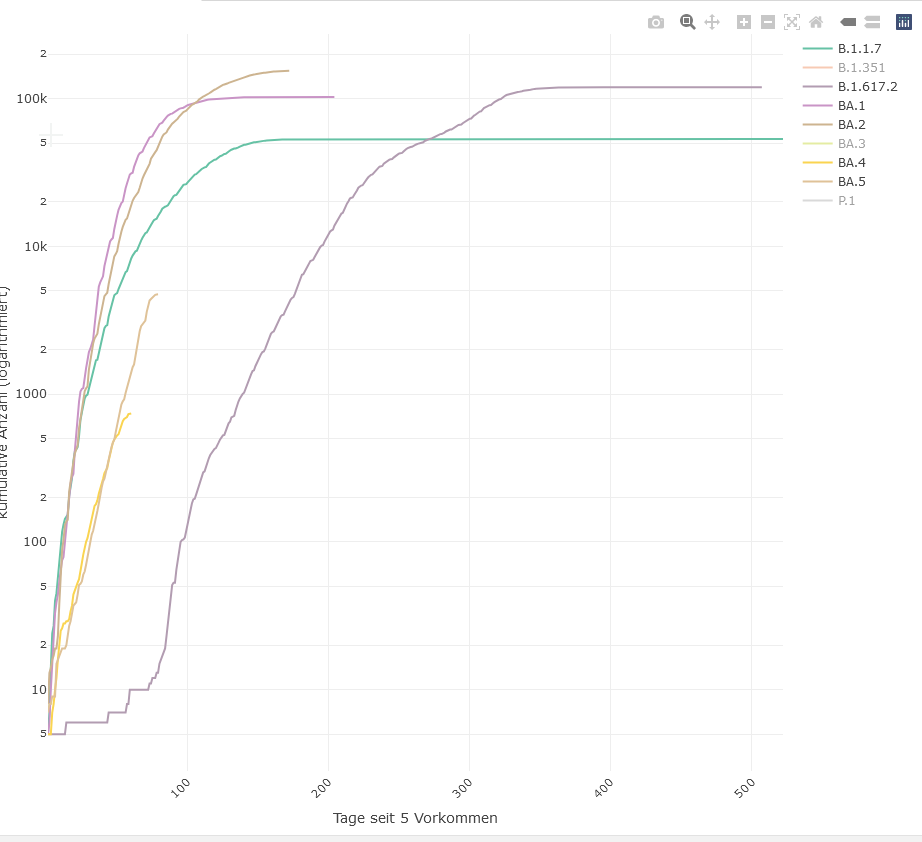 2
100k
5
2
10k
5
2
1000
5
2
100
5
2
10
5
kumulative Anzahl (logarithmiert)
100
200
300
400
500
Tage seit 5 Vorkommen
B.1.1.7
B.1.351
B.1.617.2
BA.1
BA.2
BA.3
BA.4
BA.5
P.1